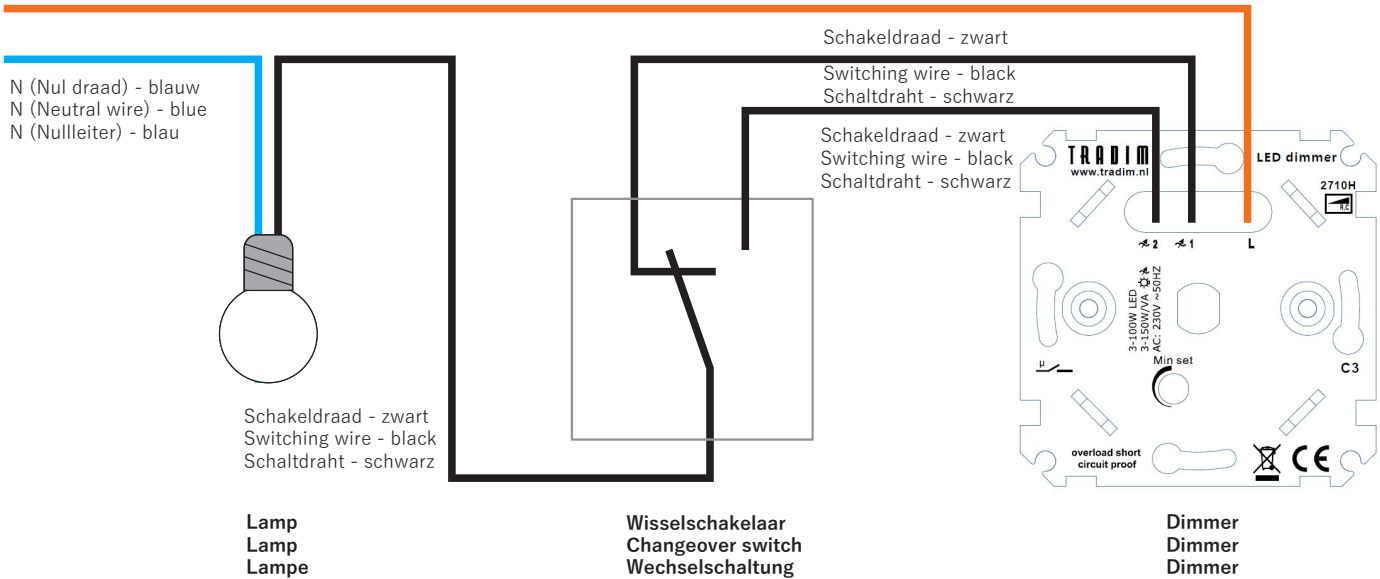 Schakeldraad - zwart
Switching wire - black
Schaltdraht - schwarz
N (Nul draad) - blauw
N (Neutral wire) - blue
N (Nullleiter) - blau
Schakeldraad - zwart
Switching wire - black
Schaltdraht - schwarz
TRADIM
www.tradim.nl
LED dimmer
2710H
R,C
2
1
L
3-100W LED
3-150W/VA
AC: 230V ~50HZ
Min set
µ
C3
overload short
circuit proof
CE
Schakeldraad - zwart
Switching wire - black
Schaltdraht - schwarz
Lamp
Lamp
Lampe
Wisselschakelaar
Changeover switch
Wechselschaltung
Dimmer
Dimmer
Dimmer